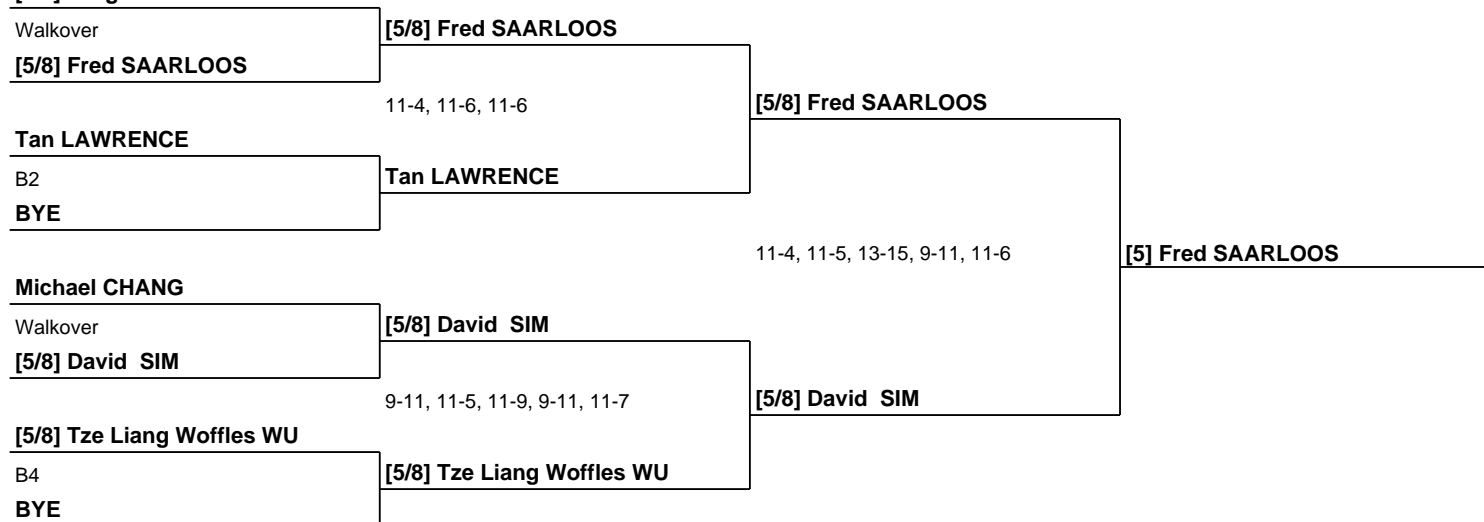 Walkover
[5/8] Fred SAARLOOS
[5/8] Fred SAARLOOS
11-4, 11-6, 11-6
[5/8] Fred SAARLOOS
Tan LAWRENCE
B2
Tan LAWRENCE
BYE
11-4, 11-5, 13-15, 9-11, 11-6
[5] Fred SAARLOOS
Michael CHANG
Walkover
[5/8] David  SIM
[5/8] David  SIM
9-11, 11-5, 11-9, 9-11, 11-7
[5/8] David  SIM
[5/8] Tze Liang Woffles WU
B4
[5/8] Tze Liang Woffles WU
BYE